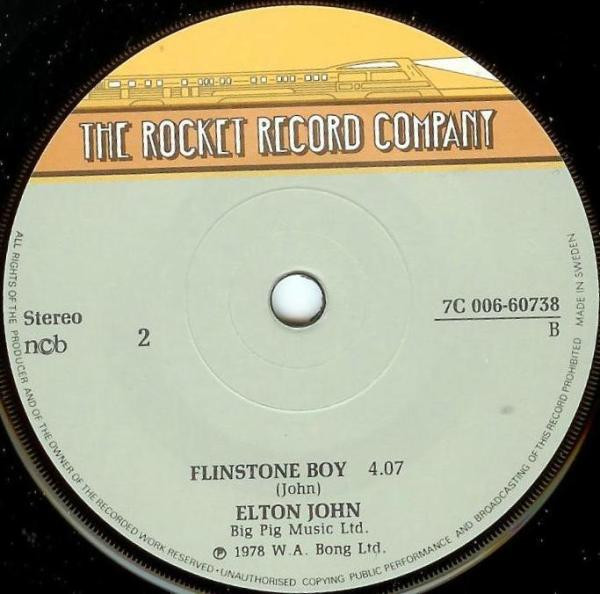 THE ROCKET RECORD COMPANY
Stereo
ncb
2
7C 006-60738
B
FLINSTONE BOY 4.07
(John)
ELTON JOHN
Big Pig Music Ltd.
℗ 1978 W.A. Bong Ltd.
ALL RIGHTS OF THE PRODUCER AND OF THE OWNER OF THE RECORDED WORK RESERVED • UNAUTHORISED COPYING PUBLIC PERFORMANCE AND BROADCASTING OF THIS RECORD PROHIBITED MADE IN SWEDEN